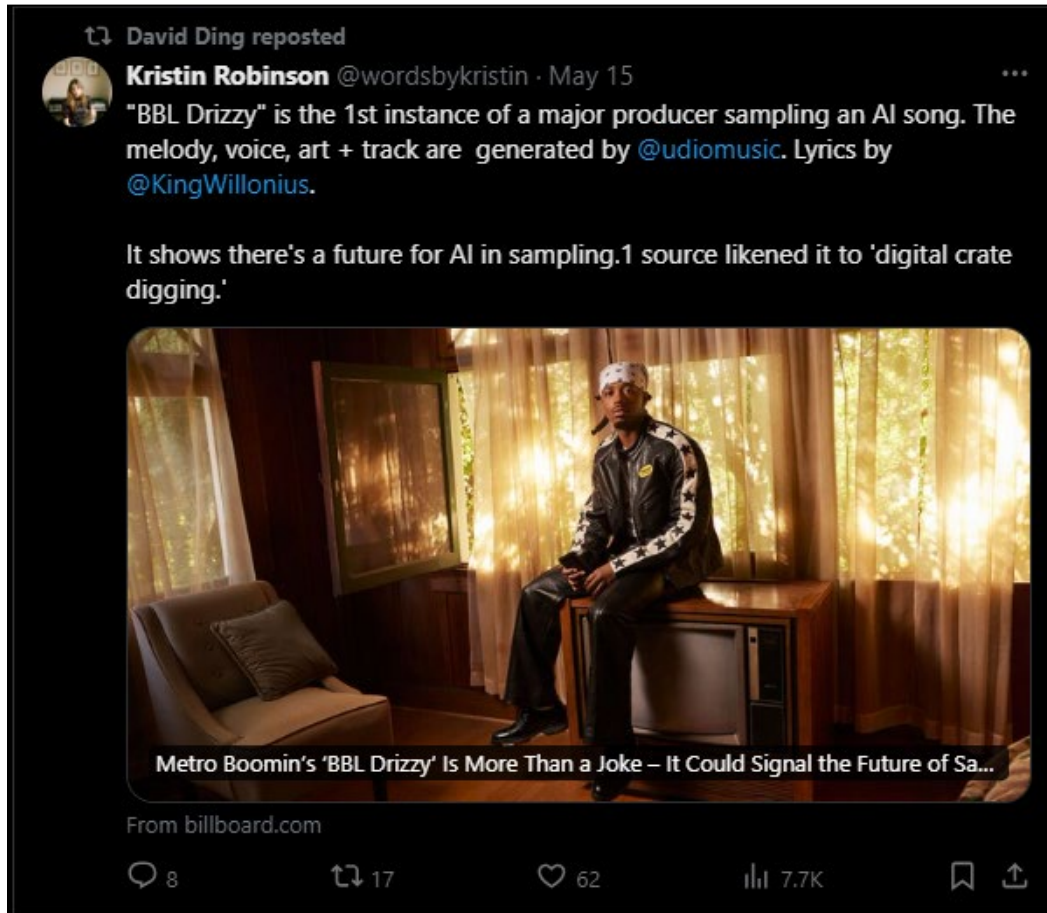 David Ding reposted
Kristin Robinson @wordsbykristin · May 15
"BBL Drizzy" is the 1st instance of a major producer sampling an AI song. The
melody, voice, art + track are  generated by @udiomusic. Lyrics by
@KingWillonius.
It shows there's a future for AI in sampling.1 source likened it to 'digital crate
digging.'
Metro Boomin's ‘BBL Drizzy’ Is More Than a Joke – It Could Signal the Future of Sa...
From billboard.com
8 17 62 7.7K